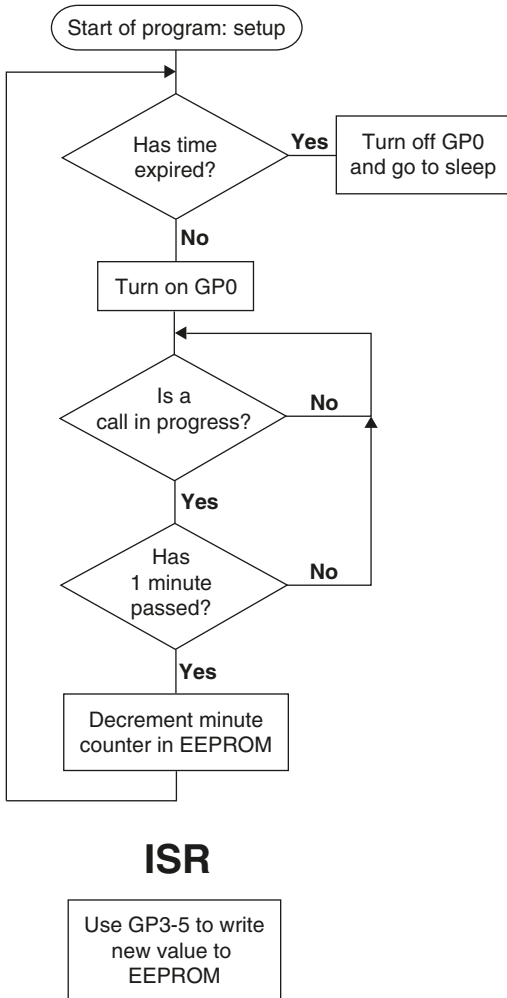 Start of program: setup
Has time
expired?
Yes
Turn off GP0
and go to sleep
No
Turn on GP0
Is a
call in progress?
No
Yes
Has
1 minute
passed?
No
Yes
Decrement minute
counter in EEPROM
ISR
Use GP3-5 to write
new value to
EEPROM